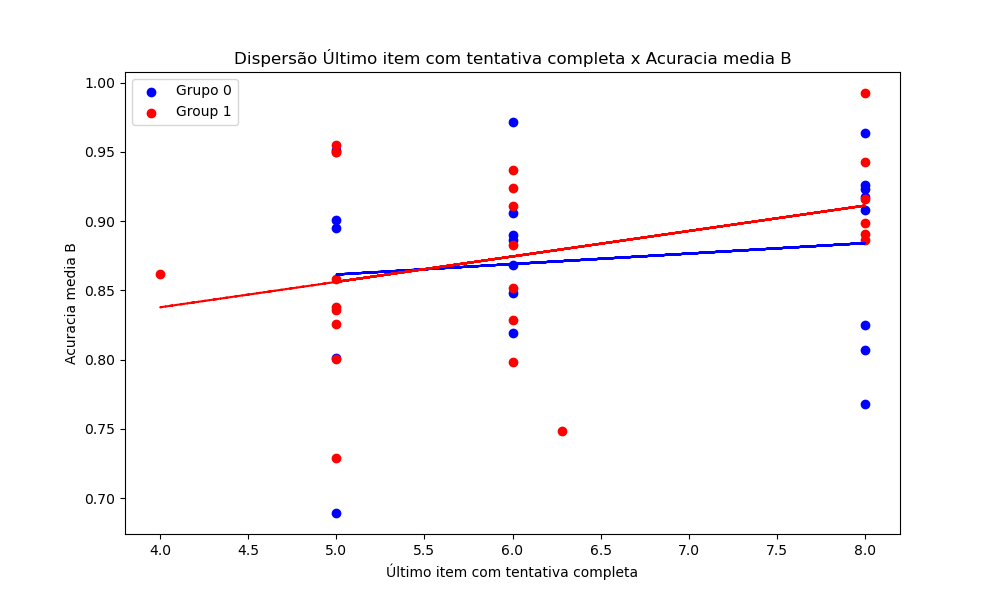 Dispersão Último item com tentativa completa x Acuracia media B
Grupo 0
Group 1
Acuracia media B
1.00
0.95
0.90
0.85
0.80
0.75
0.70
4.0 4.5 5.0 5.5 6.0 6.5 7.0 7.5 8.0
Último item com tentativa completa